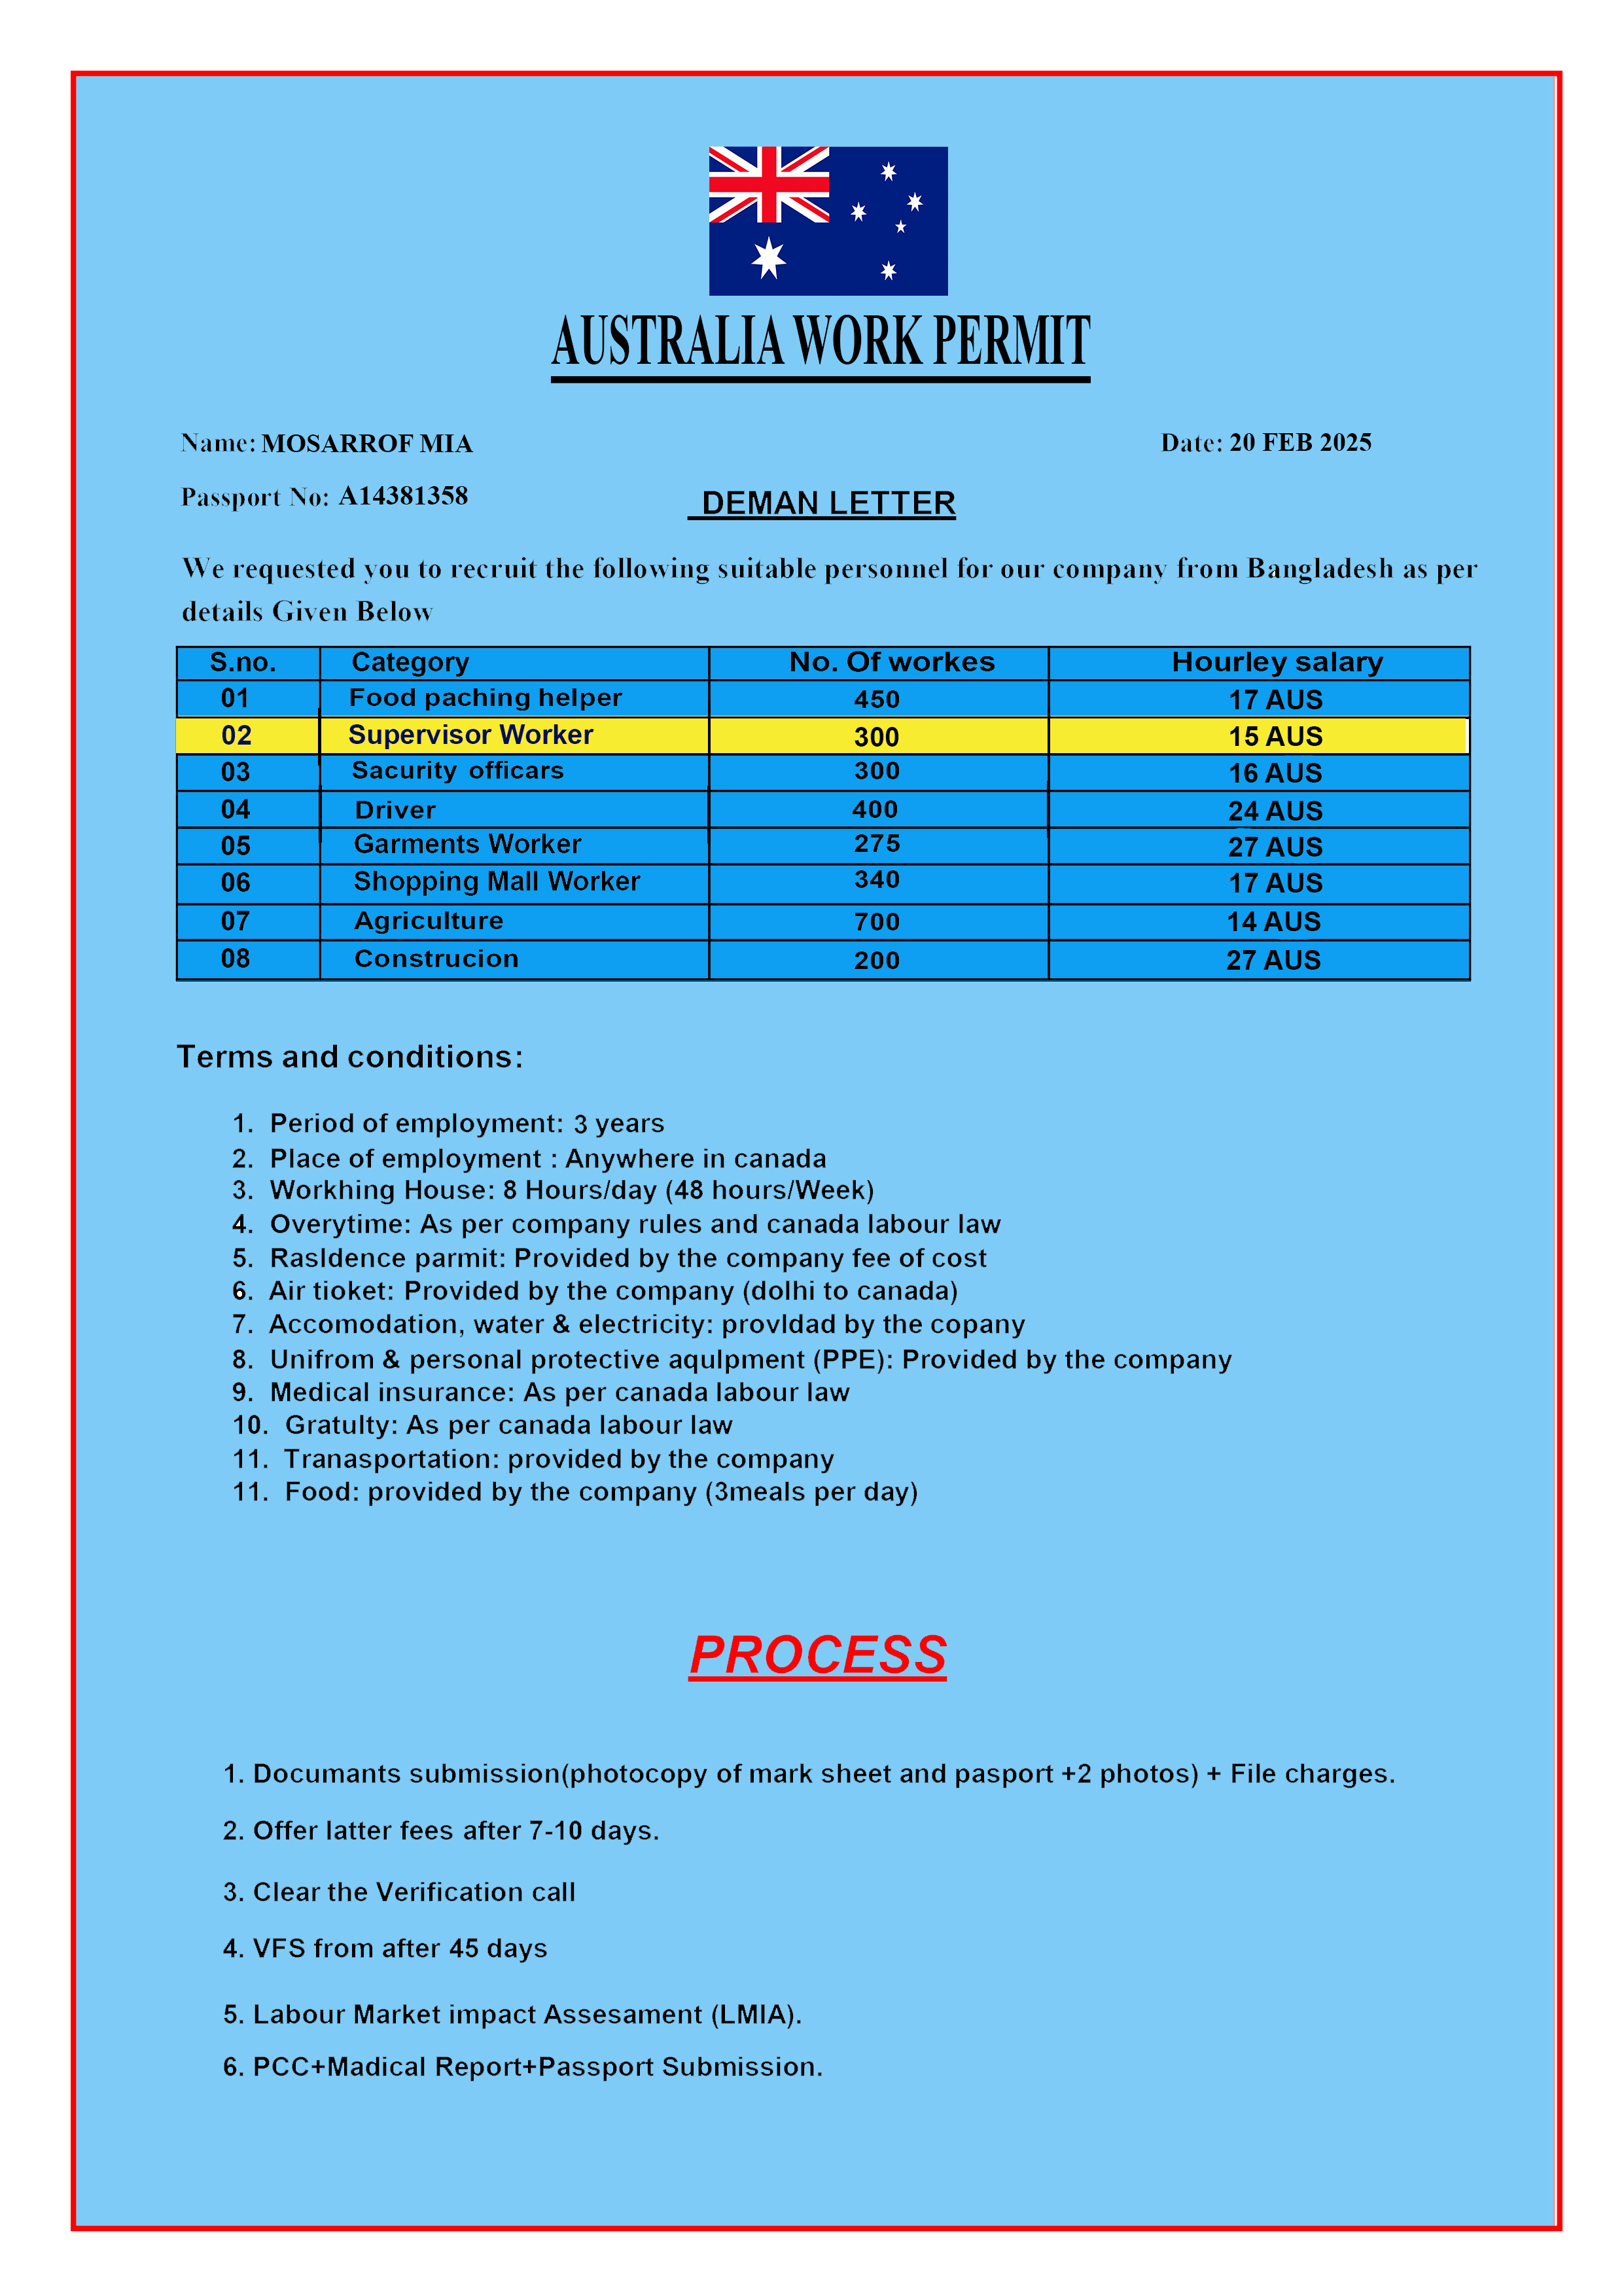 AUSTRALIA WORK PERMIT
Name: MOSARROF MIA
Date: 20 FEB 2025
Passport No: A14381358
DEMAN LETTER
We requested you to recruit the following suitable personnel for our company from Bangladesh as per
details Given Below
S.no. Category No. Of workes Hourley salary
01 Food paching helper 450 17 AUS
02 Supervisor Worker 300 15 AUS
03 Sacurity officars 300 16 AUS
04 Driver 400 24 AUS
05 Garments Worker 275 27 AUS
06 Shopping Mall Worker 340 17 AUS
07 Agriculture 700 14 AUS
08 Construcion 200 27 AUS
Terms and conditions:
1. Period of employment: 3 years
2. Place of employment : Anywhere in canada
3. Workhing House: 8 Hours/day (48 hours/Week)
4. Overytime: As per company rules and canada labour law
5. Rasldence parmit: Provided by the company fee of cost
6. Air tioket: Provided by the company (dolhi to canada)
7. Accomodation, water & electricity: provldad by the copany
8. Unifrom & personal protective aqulpment (PPE): Provided by the company
9. Medical insurance: As per canada labour law
10. Gratulty: As per canada labour law
11. Tranasportation: provided by the company
11. Food: provided by the company (3meals per day)
PROCESS
1. Documants submission(photocopy of mark sheet and pasport +2 photos) + File charges.
2. Offer latter fees after 7-10 days.
3. Clear the Verification call
4. VFS from after 45 days
5. Labour Market impact Assesament (LMIA).
6. PCC+Madical Report+Passport Submission.